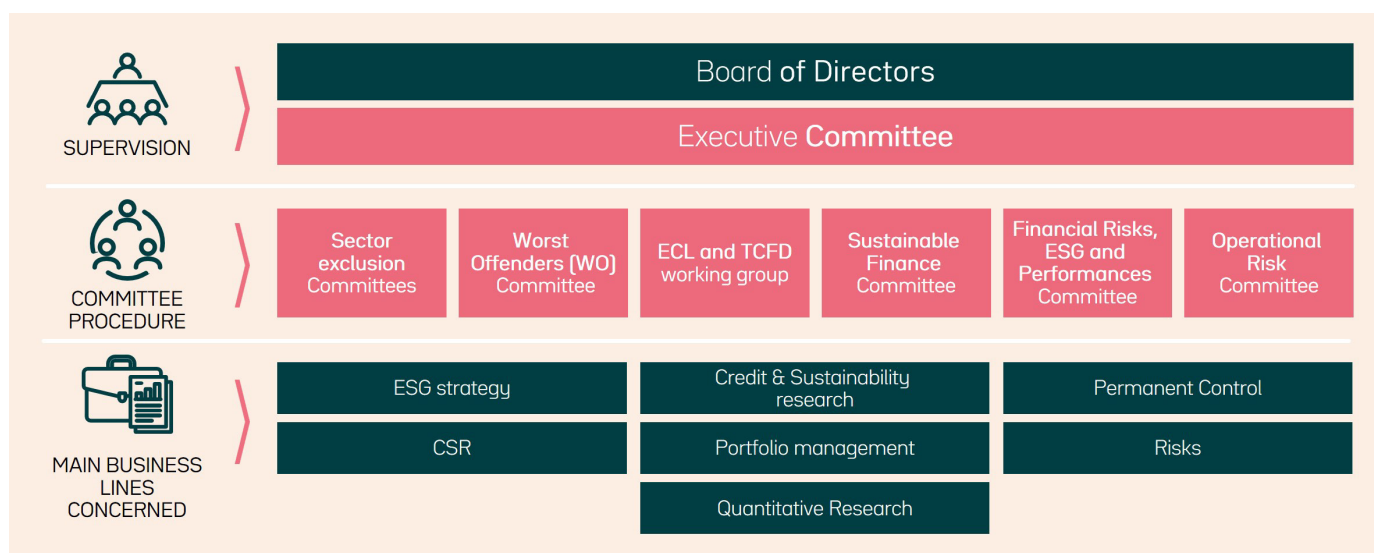 SUPERVISION
Board of Directors
Executive Committee
COMMITTEE
PROCEDURE
Sector
exclusion
Committees
Worst
Offenders (WO)
Committee
ECL and TCFD
working group
Sustainable
Finance
Committee
Financial Risks,
ESG and
Performances
Committee
Operational
Risk
Committee
MAIN BUSINESS
LINES
CONCERNED
ESG strategy
CSR
Credit & Sustainability
research
Portfolio management
Quantitative Research
Permanent Control
Risks